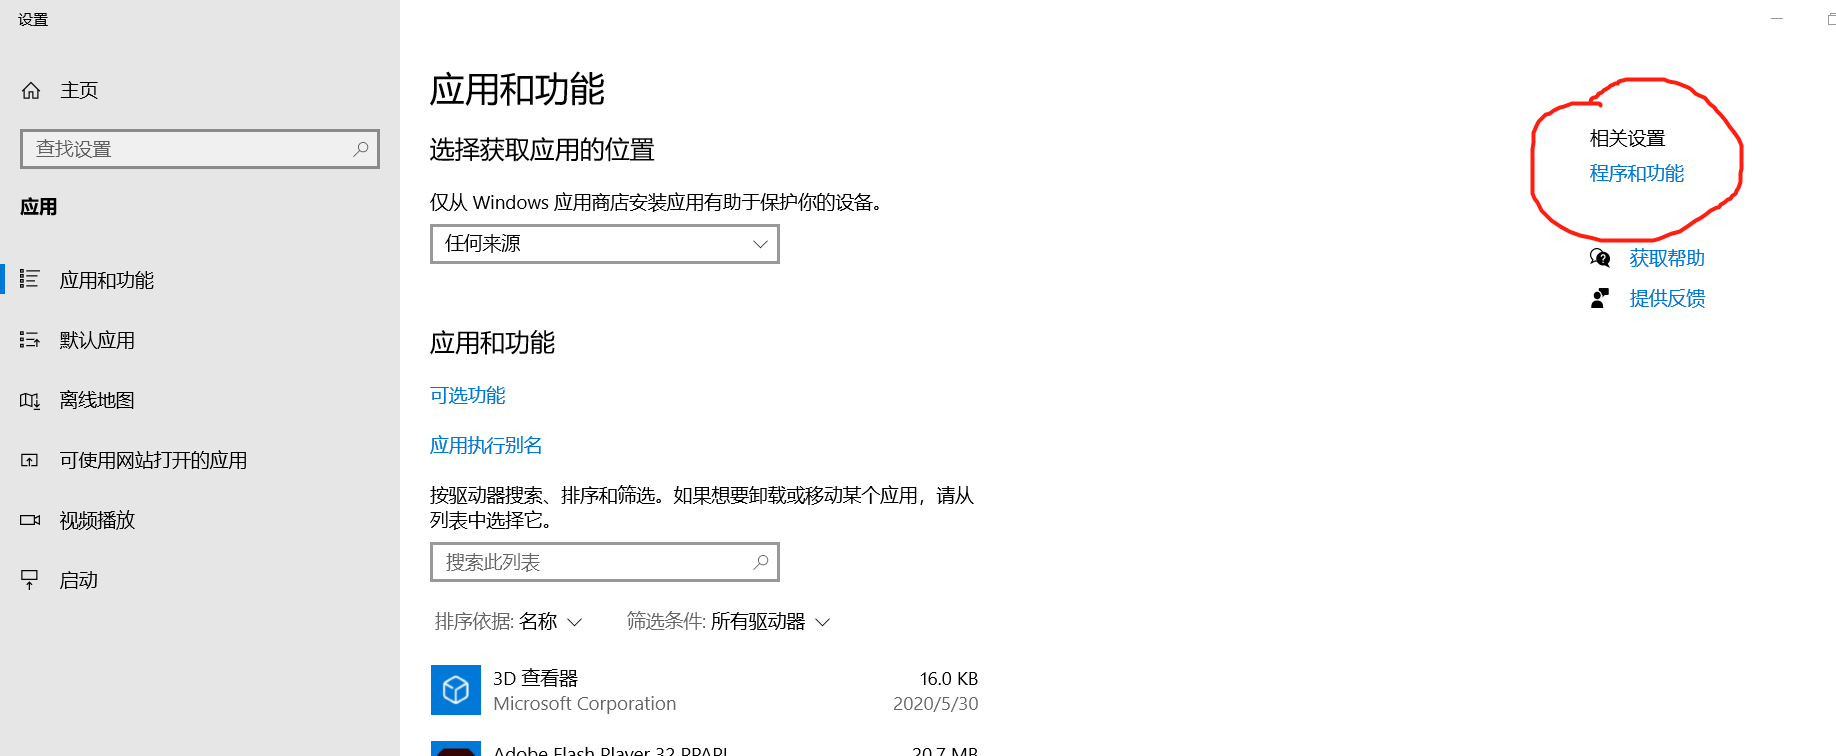 设置
主页
查找设置
应用
应用和功能
默认应用
离线地图
可使用网站打开的应用
视频播放
启动
应用和功能
选择获取应用的位置
仅从 Windows 应用商店安装应用有助于保护你的设备。
任何来源
应用和功能
可选功能
应用执行别名
按驱动器搜索、排序和筛选。如果想要卸载或移动某个应用，请从
列表中选择它。
搜索此列表
排序依据: 名称 筛选条件: 所有驱动器
3D 查看器 16.0 KB
Microsoft Corporation 2020/5/30
Adobe Flash Player 32 PPAPI 20.7 MB
相关设置
程序和功能
获取帮助
提供反馈